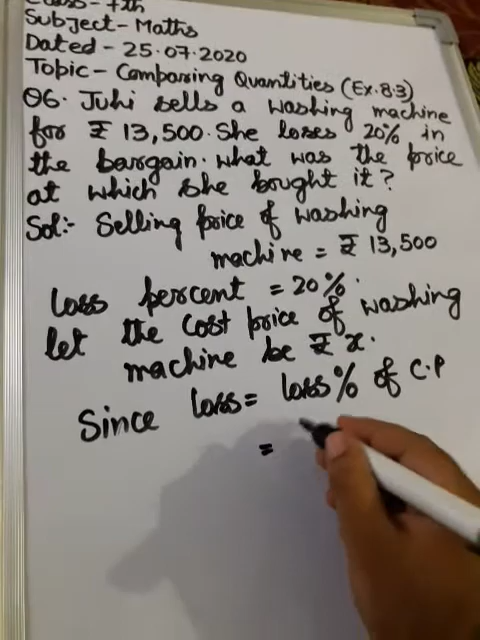 Class - 7th
Subject - Maths
Dated - 25.07.2020
Topic - Comparing Quantities (Ex.8.3)
Q6. Juhi sells a washing machine
for ₹ 13,500. She loses 20% in
the bargain. What was the price
at which she bought it?
Sol:- Selling price of washing
machine = ₹ 13,500
Loss percent = 20%.
let the cost price of washing
machine be ₹ x.
Since loss = loss% of C.P
=